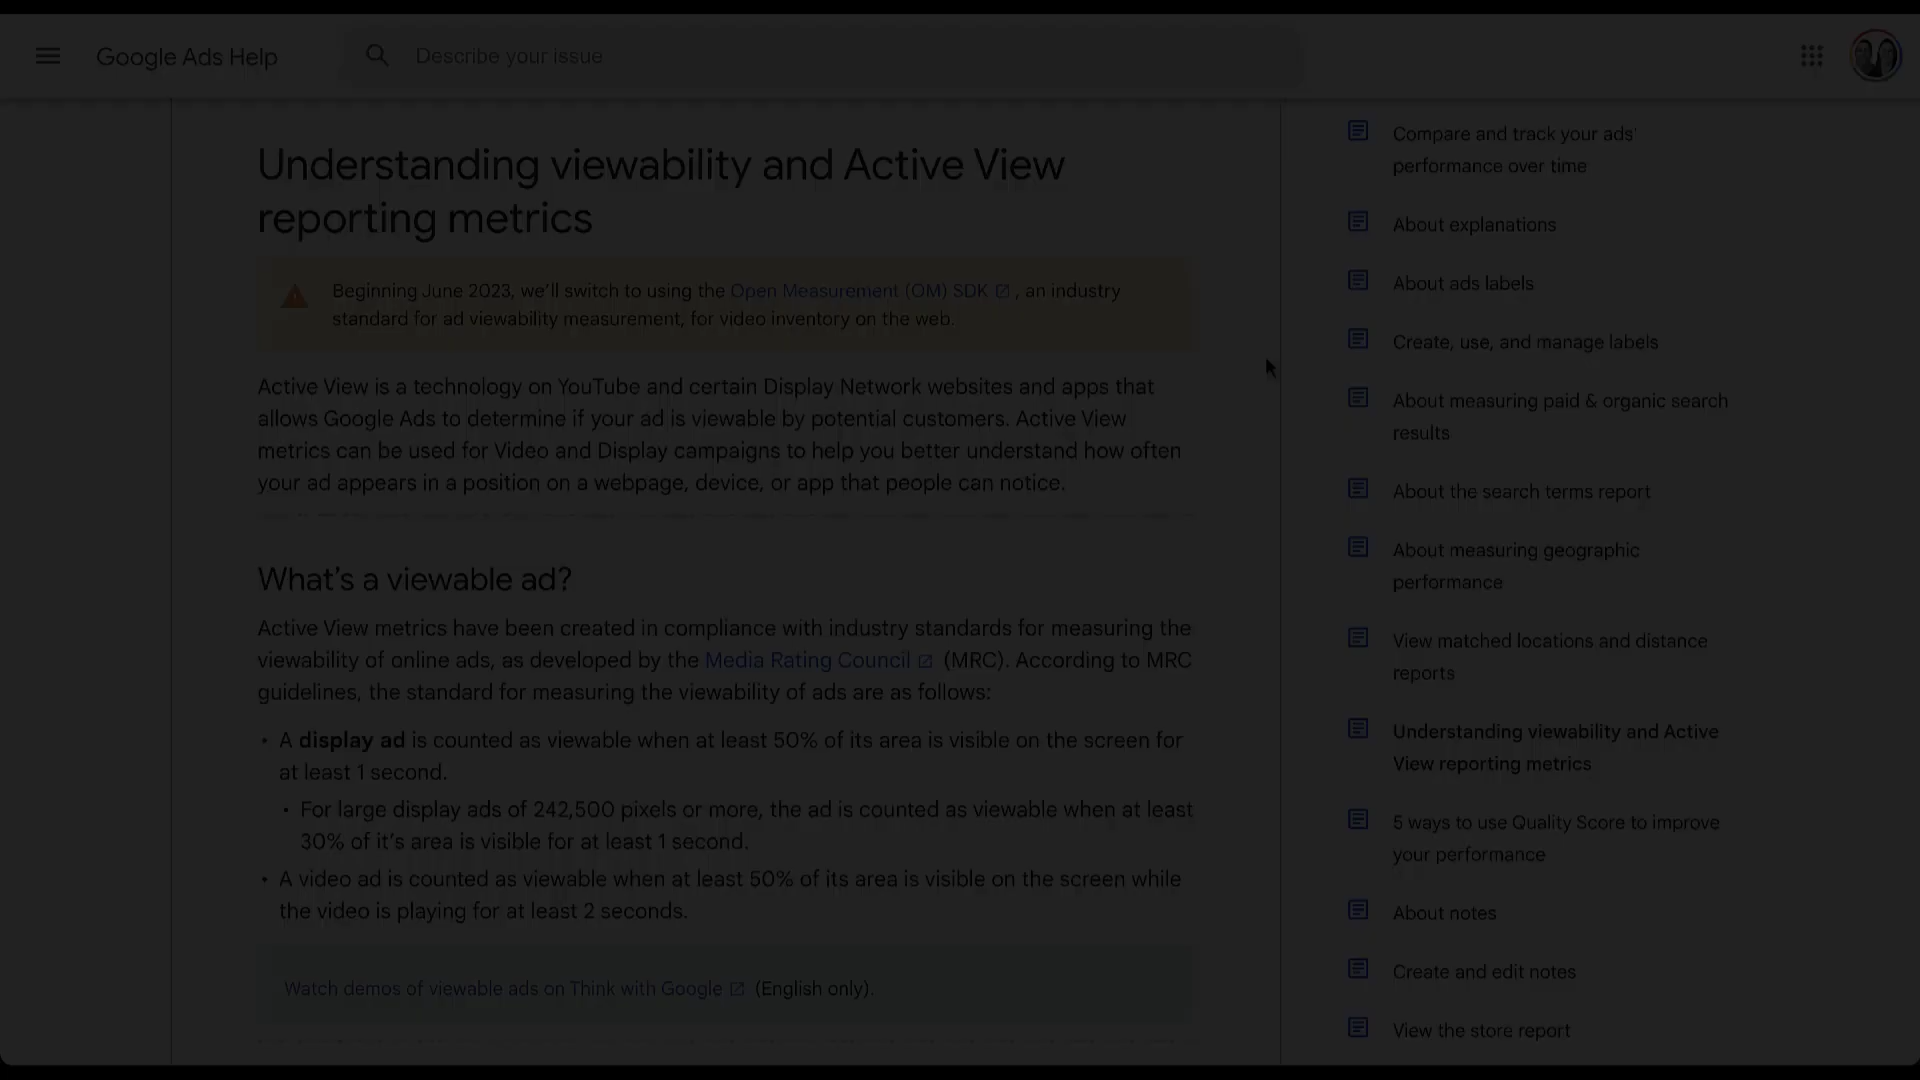 Google Ads Help
Describe your issue
Understanding viewability and Active View
reporting metrics
Beginning June 2023, we'll switch to using the Open Measurement (OM) SDK , an industry
standard for ad viewability measurement, for video inventory on the web.
Active View is a technology on YouTube and certain Display Network websites and apps that
allows Google Ads to determine if your ad is viewable by potential customers. Active View
metrics can be used for Video and Display campaigns to help you better understand how often
your ad appears in a position on a webpage, device, or app that people can notice.
What's a viewable ad?
Active View metrics have been created in compliance with industry standards for measuring the
viewability of online ads, as developed by the Media Rating Council (MRC). According to MRC
guidelines, the standard for measuring the viewability of ads are as follows:
• A display ad is counted as viewable when at least 50% of its area is visible on the screen for
at least 1 second.
• For large display ads of 242,500 pixels or more, the ad is counted as viewable when at least
30% of it's area is visible for at least 1 second.
• A video ad is counted as viewable when at least 50% of its area is visible on the screen while
the video is playing for at least 2 seconds.
Watch demos of viewable ads on Think with Google (English only).
Compare and track your ads'
performance over time
About explanations
About ads labels
Create, use, and manage labels
About measuring paid & organic search
results
About the search terms report
About measuring geographic
performance
View matched locations and distance
reports
Understanding viewability and Active
View reporting metrics
5 ways to use Quality Score to improve
your performance
About notes
Create and edit notes
View the store report